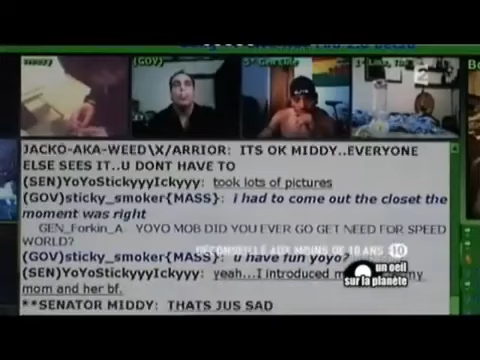 (GOV)
2
JACKO-AKA-WEED\X/ARRIOR: ITS OK MIDDY..EVERYONE
ELSE SEES IT..U DONT HAVE TO
(SEN)YoYoStickyyyIckyyy: took lots of pictures
(GOV)sticky_smoker{MASS}: i had to come out the closet the
moment was right
GEN_Forkin_A: YOYO MOB DID YOU EVER GO GET NEED FOR SPEED
WORLD?
DÉCONSEILLÉ AUX MOINS DE 10 ANS 10
(GOV)sticky_smoker{MASS}: u have fun yoyo?
(SEN)YoYoStickyyyIckyyy: yeah...I introduced my
mom and her bf.
un oeil
sur la planète
**SENATOR MIDDY: THATS JUS SAD